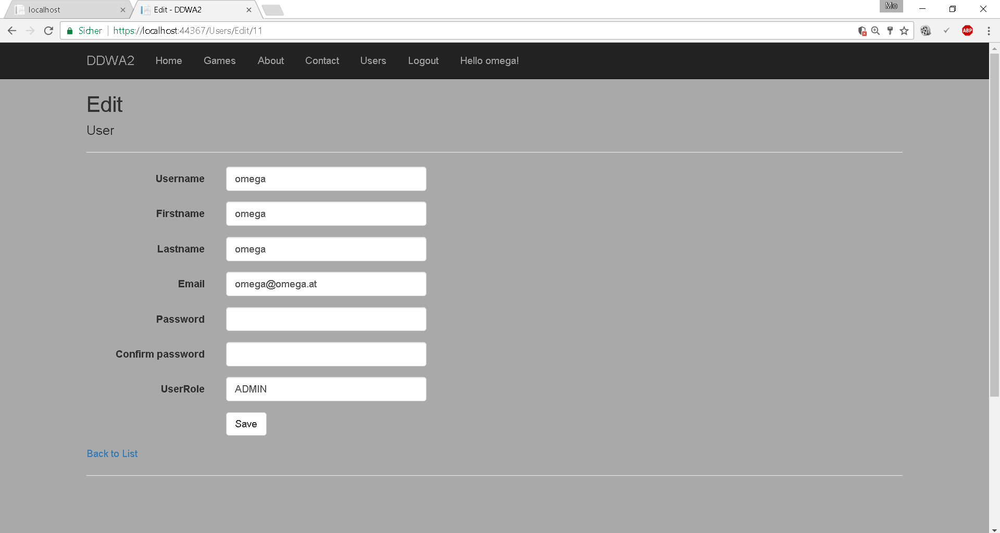 localhost
Edit - DDWA2
Mo
Sicher https://localhost:44367/Users/Edit/11
ABP
DDWA2 Home Games About Contact Users Logout Hello omega!
Edit
User
Username omega
Firstname omega
Lastname omega
Email omega@omega.at
Password
Confirm password
UserRole ADMIN
Save
Back to List